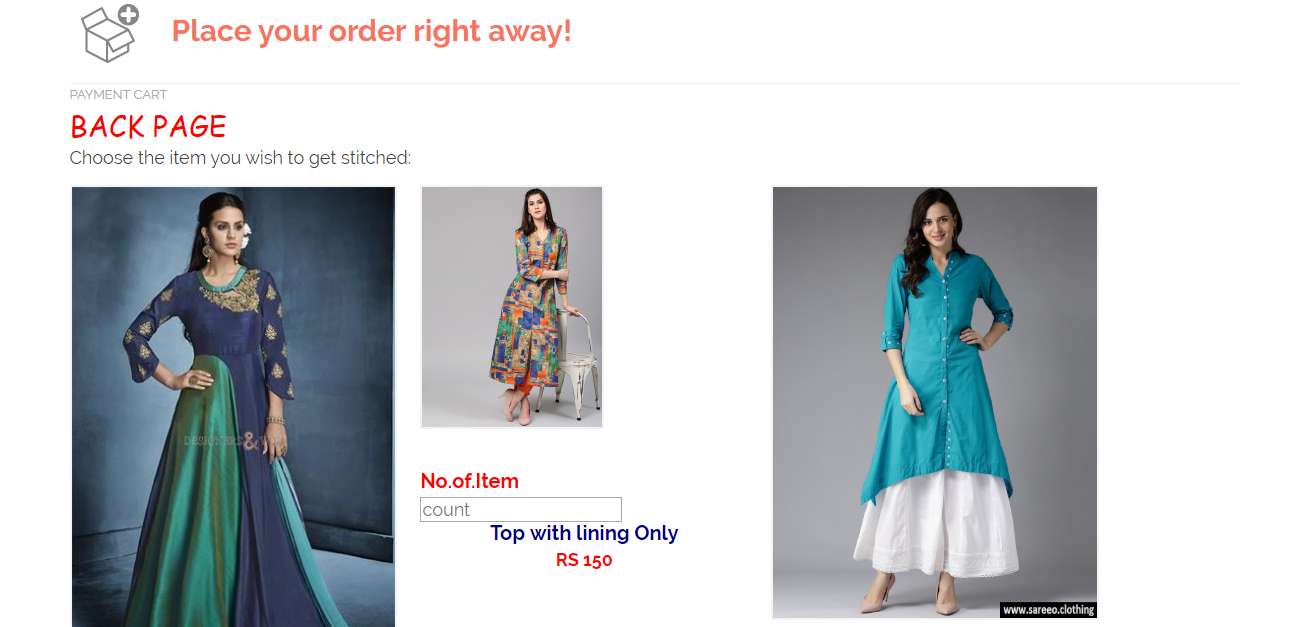 Place your order right away!
PAYMENT CART
BACK PAGE
Choose the item you wish to get stitched:
No.of.Item
count
Top with lining Only
RS 150
www.sareeo.clothing